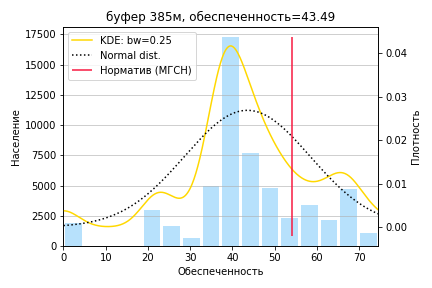 буфер 385м, обеспеченность=43.49
KDE: bw=0.25
Normal dist.
Норматив (МГСН)
17500
15000
12500
10000
7500
5000
2500
0
Население
0.04
0.03
0.02
0.01
0.00
Плотность
0 10 20 30 40 50 60 70
Обеспеченность